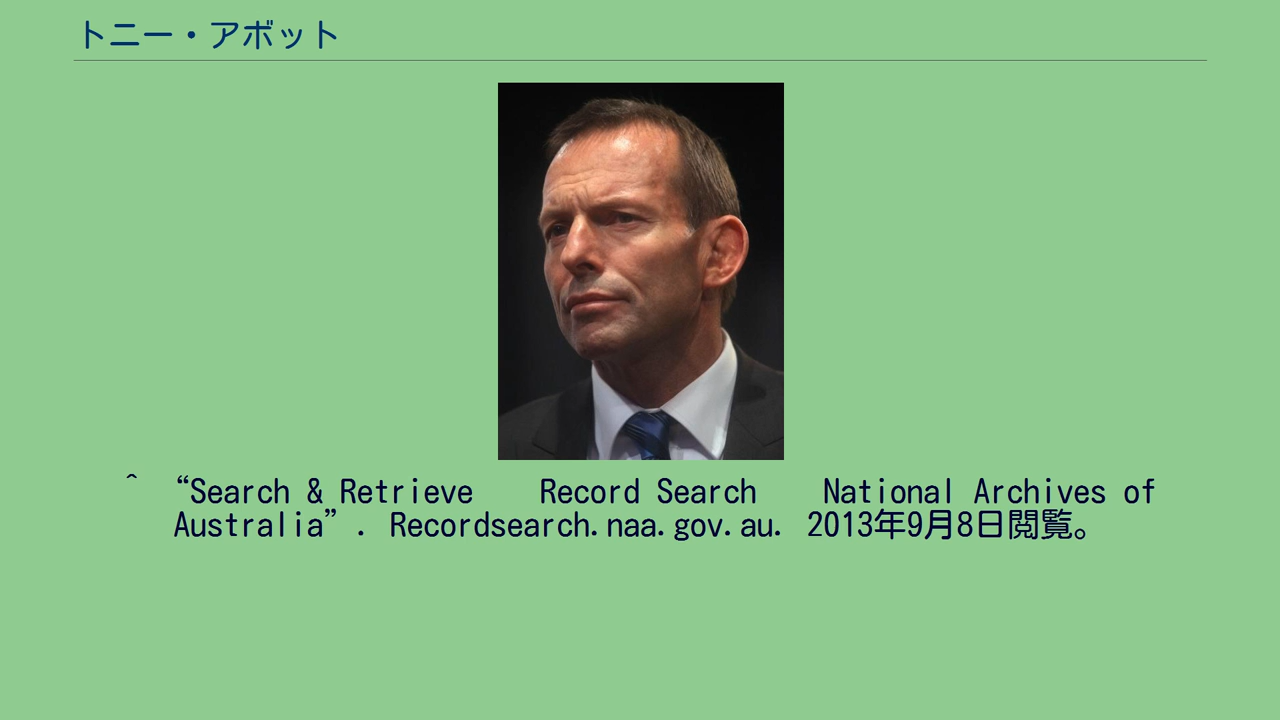 トニー・アボット
^ “Search & Retrieve  Record Search  National Archives of
Australia”. Recordsearch.naa.gov.au. 2013年9月8日閲覧。